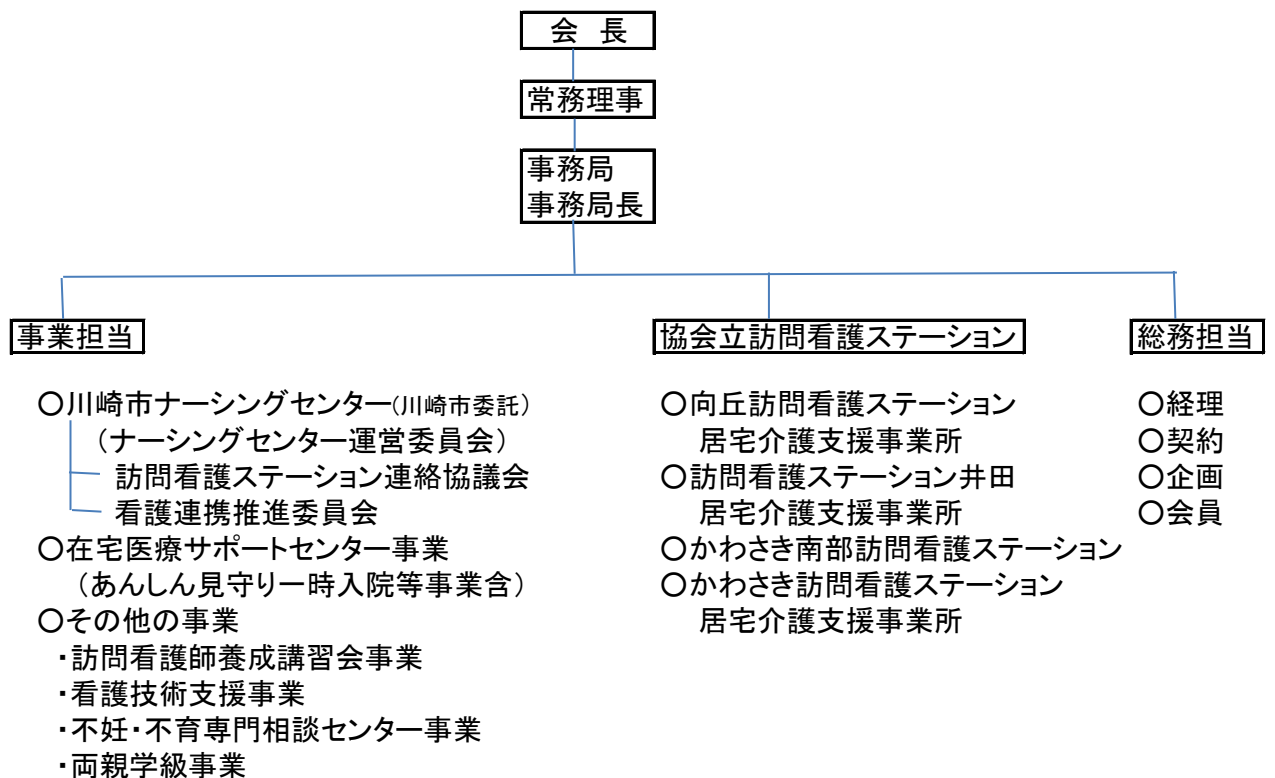 会 長
常務理事
事務局
事務局長
事業担当
○川崎市ナーシングセンター(川崎市委託)
(ナーシングセンター運営委員会)
訪問看護ステーション連絡協議会
看護連携推進委員会
○在宅医療サポートセンター事業
(あんしん見守り一時入院等事業含)
○その他の事業
・訪問看護師養成講習会事業
・看護技術支援事業
・不妊・不育専門相談センター事業
・両親学級事業
協会立訪問看護ステーション
○向丘訪問看護ステーション
居宅介護支援事業所
○訪問看護ステーション井田
居宅介護支援事業所
○かわさき南部訪問看護ステーション
○かわさき訪問看護ステーション
居宅介護支援事業所
総務担当
○経理
○契約
○企画
○会員